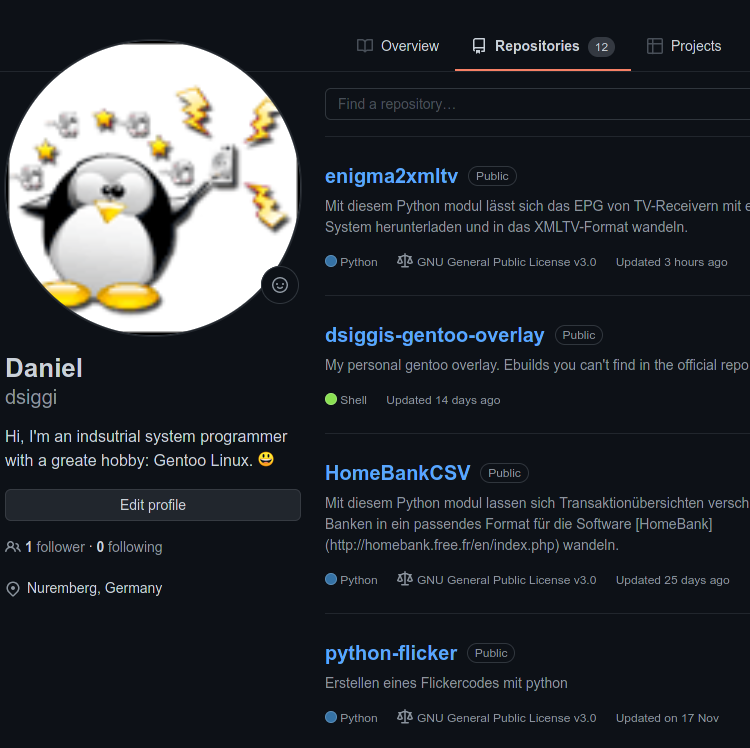 Overview
Repositories 12
Projects
Find a repository…
enigma2xmltv Public
Mit diesem Python modul lässt sich das EPG von TV-Receivern mit e
System herunterladen und in das XMLTV-Format wandeln.
Python GNU General Public License v3.0 Updated 3 hours ago
dsiggis-gentoo-overlay Public
My personal gentoo overlay. Ebuilds you can't find in the official repo
Shell Updated 14 days ago
HomeBankCSV Public
Mit diesem Python modul lassen sich Transaktionübersichten versch
Banken in ein passendes Format für die Software [HomeBank]
(http://homebank.free.fr/en/index.php) wandeln.
Python GNU General Public License v3.0 Updated 25 days ago
python-flicker Public
Erstellen eines Flickercodes mit python
Python GNU General Public License v3.0 Updated on 17 Nov
Daniel
dsiggi
Hi, I'm an indsutrial system programmer
with a greate hobby: Gentoo Linux. 😃
Edit profile
1 follower · 0 following
Nuremberg, Germany